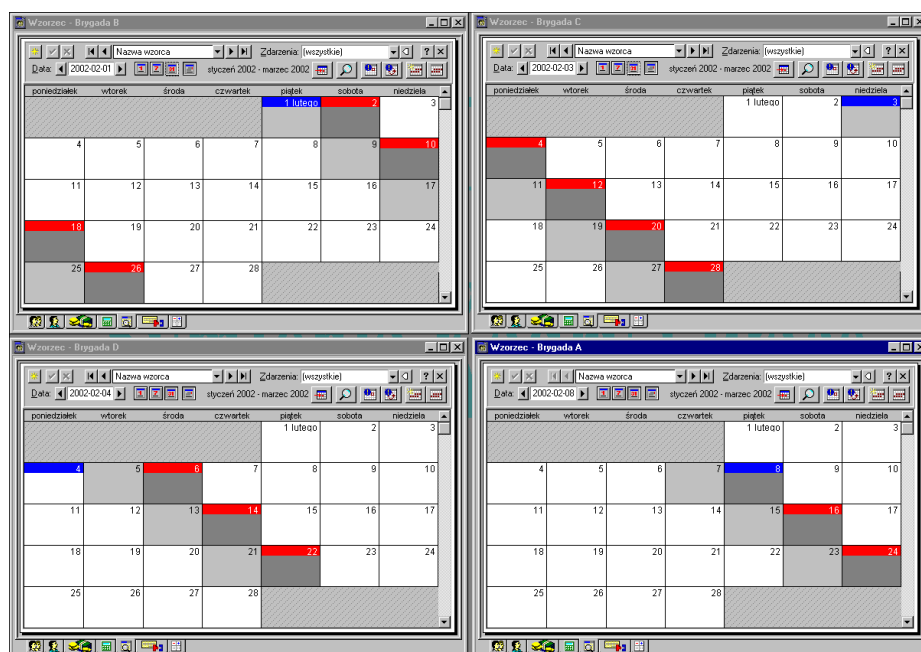 Wzorzec - Brygada B
Nazwa wzorca Zdarzenia: (wszystkie) ?
Data: 2002-02-01 styczeń 2002 - marzec 2002
poniedziałek wtorek środa czwartek piątek sobota niedziela
1 lutego 2 3
4 5 6 7 8 9 10
11 12 13 14 15 16 17
18 19 20 21 22 23 24
25 26 27 28
Wzorzec - Brygada C
Nazwa wzorca Zdarzenia: (wszystkie) ?
Data: 2002-02-03 styczeń 2002 - marzec 2002
poniedziałek wtorek środa czwartek piątek sobota niedziela
1 lutego 2 3
4 5 6 7 8 9 10
11 12 13 14 15 16 17
18 19 20 21 22 23 24
25 26 27 28
Wzorzec - Brygada D
Nazwa wzorca Zdarzenia: (wszystkie) ?
Data: 2002-02-04 styczeń 2002 - marzec 2002
poniedziałek wtorek środa czwartek piątek sobota niedziela
1 lutego 2 3
4 5 6 7 8 9 10
11 12 13 14 15 16 17
18 19 20 21 22 23 24
25 26 27 28
Wzorzec - Brygada A
Nazwa wzorca Zdarzenia: (wszystkie) ?
Data: 2002-02-08 styczeń 2002 - marzec 2002
poniedziałek wtorek środa czwartek piątek sobota niedziela
1 lutego 2 3
4 5 6 7 8 9 10
11 12 13 14 15 16 17
18 19 20 21 22 23 24
25 26 27 28